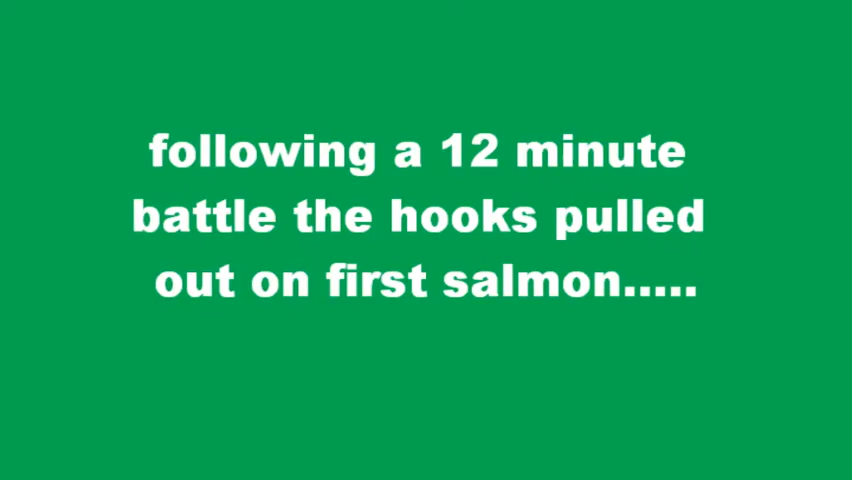 following a 12 minute
battle the hooks pulled
out on first salmon.....